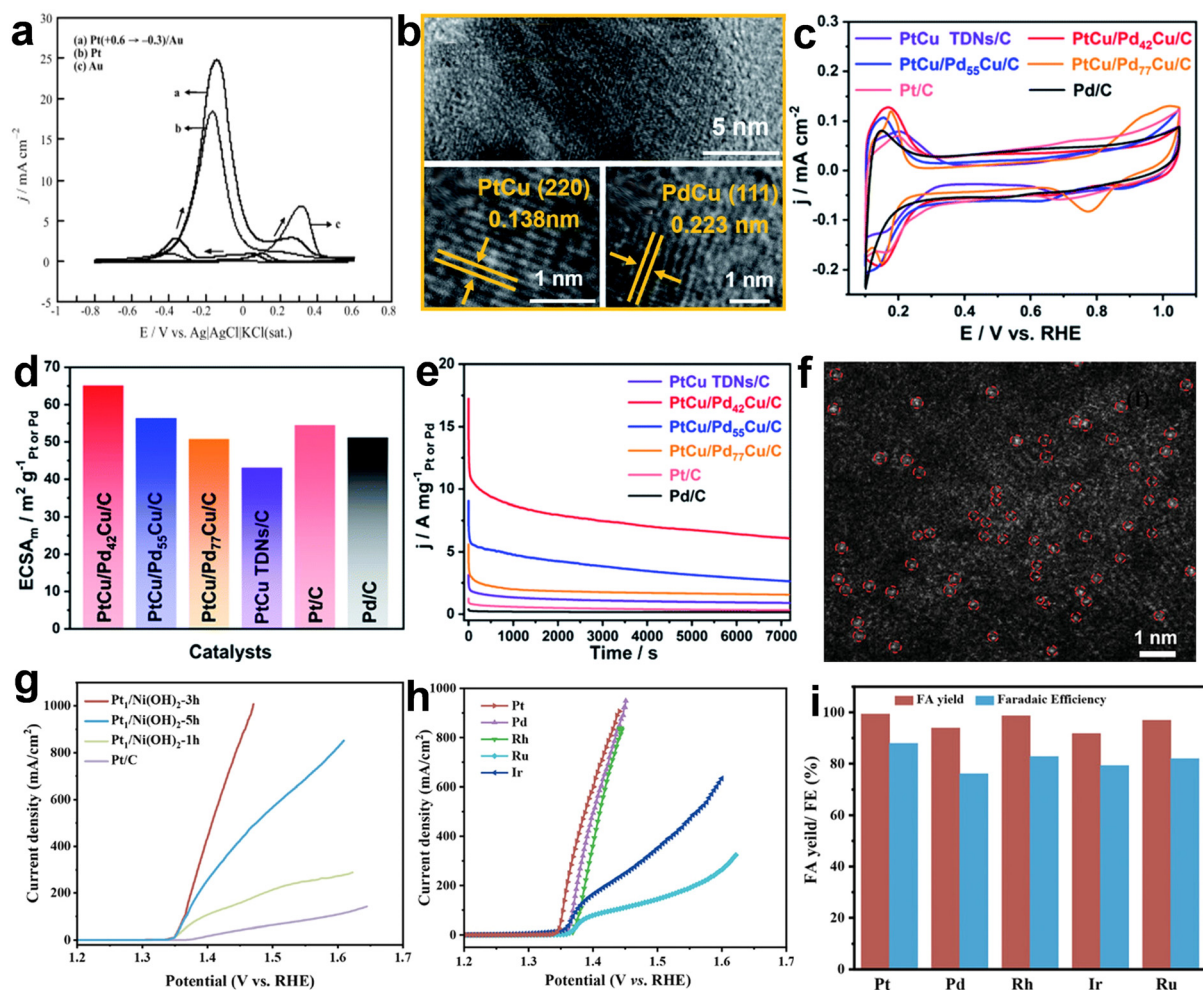 a
30
25
20
15
10
5
0
5
j / mA cm⁻²
(a) Pt(+0.6 → –0.3)/Au
(b) Pt
(c) Au
a
b
c
-1 -0.8 -0.6 -0.4 -0.2 0 0.2 0.4 0.6 0.8
E / V vs. Ag|AgCl|KCl(sat.)
b
5 nm
PtCu (220)
0.138nm
1 nm
PdCu (111)
0.223 nm
1 nm
c
PtCu TDNs/C
PtCu/Pd₄₂Cu/C
PtCu/Pd₅₅Cu/C
PtCu/Pd₇₇Cu/C
Pt/C
Pd/C
0.3
0.2
0.1
0.0
-0.1
-0.2
j / mA cm⁻²
0.2 0.4 0.6 0.8 1.0
E / V vs. RHE
d
70
60
50
40
30
20
10
0
ECSAₘ / m² g⁻¹ Pt or Pd
PtCu/Pd₄₂Cu/C
PtCu/Pd₅₅Cu/C
PtCu/Pd₇₇Cu/C
PtCu TDNs/C
Pt/C
Pd/C
Catalysts
e
20
15
10
5
0
j / A mg⁻¹ Pt or Pd
PtCu TDNs/C
PtCu/Pd₄₂Cu/C
PtCu/Pd₅₅Cu/C
PtCu/Pd₇₇Cu/C
Pt/C
Pd/C
0 1000 2000 3000 4000 5000 6000 7000
Time / s
f
1 nm
g
1000
800
600
400
200
0
Current density (mA/cm²)
Pt₁/Ni(OH)₂-3h
Pt₁/Ni(OH)₂-5h
Pt₁/Ni(OH)₂-1h
Pt/C
1.2 1.3 1.4 1.5 1.6 1.7
Potential (V vs. RHE)
h
1000
800
600
400
200
0
Current density (mA/cm²)
Pt
Pd
Rh
Ru
Ir
1.2 1.3 1.4 1.5 1.6 1.7
Potential (V vs. RHE)
i
100
80
60
40
20
0
FA yeild/ FE (%)
FA yield
Faradaic Efficiency
Pt Pd Rh Ir Ru